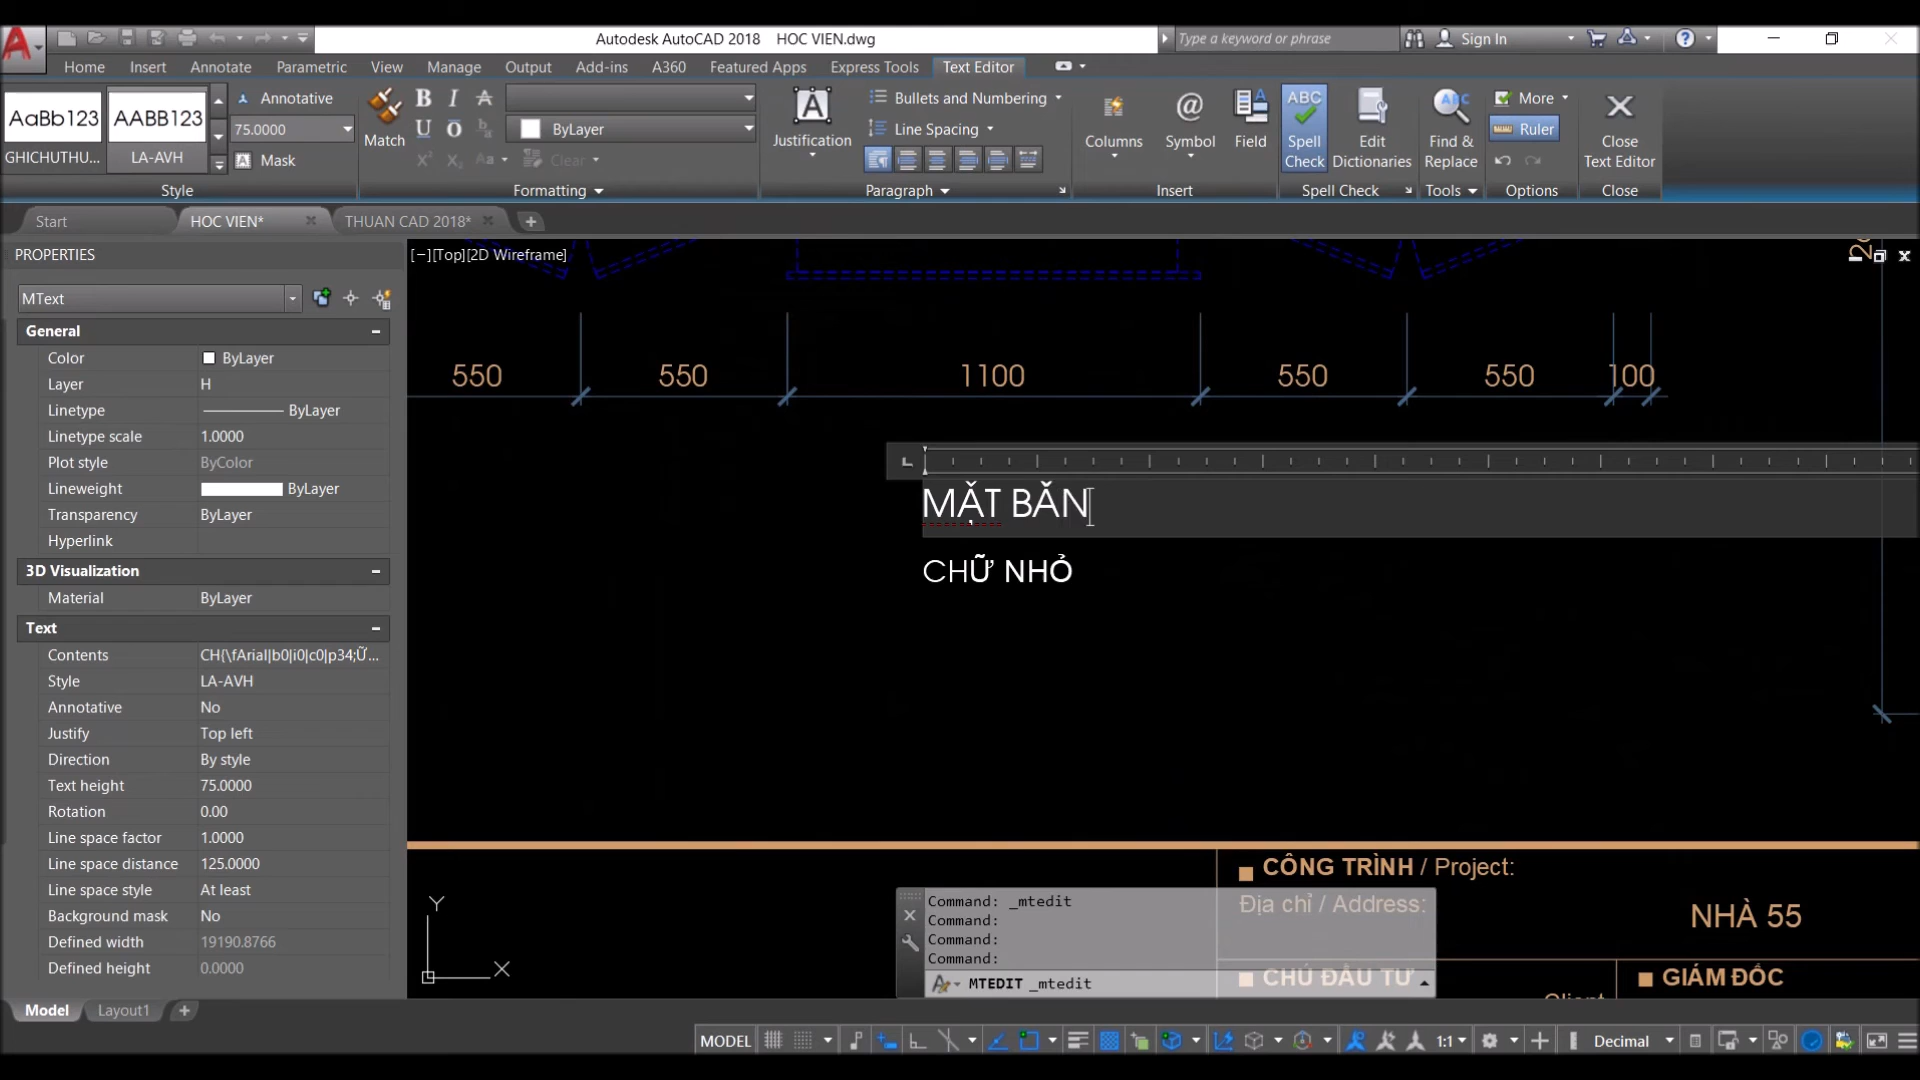 Autodesk AutoCAD 2018 HOC VIEN.dwg
Type a keyword or phrase
Sign In
Home Insert Annotate Parametric View Manage Output Add-ins A360 Featured Apps Express Tools Text Editor
AaBb123
GHICHUTHU...
AABB123
LA-AVH
Annotative
75.0000
Mask
Style
Match
ByLayer
Clear
Formatting
Justification
Bullets and Numbering
Line Spacing
Paragraph
Columns
Symbol
Field
Insert
Spell Check
Edit Dictionaries
Spell Check
Find & Replace
Tools
More
Ruler
Options
Close Text Editor
Close
Start
HOC VIEN*
THUAN CAD 2018*
PROPERTIES
MText
General
Color ByLayer
Layer H
Linetype ByLayer
Linetype scale 1.0000
Plot style ByColor
Lineweight ByLayer
Transparency ByLayer
Hyperlink
3D Visualization
Material ByLayer
Text
Contents CH{\fArial|b0|i0|c0|p34;Ữ...
Style LA-AVH
Annotative No
Justify Top left
Direction By style
Text height 75.0000
Rotation 0.00
Line space factor 1.0000
Line space distance 125.0000
Line space style At least
Background mask No
Defined width 19190.8766
Defined height 0.0000
[−][Top][2D Wireframe]
550 550 1100 550 550 100
MẶT BẰN
CHỮ NHỎ
CÔNG TRÌNH / Project:
Địa chỉ / Address:
NHÀ 55
CHÚ ĐẦU TƯ
GIÁM ĐỐC
Command: _mtedit
Command:
Command:
Command:
MTEDIT _mtedit
Y
X
Model Layout1
MODEL
1:1
Decimal